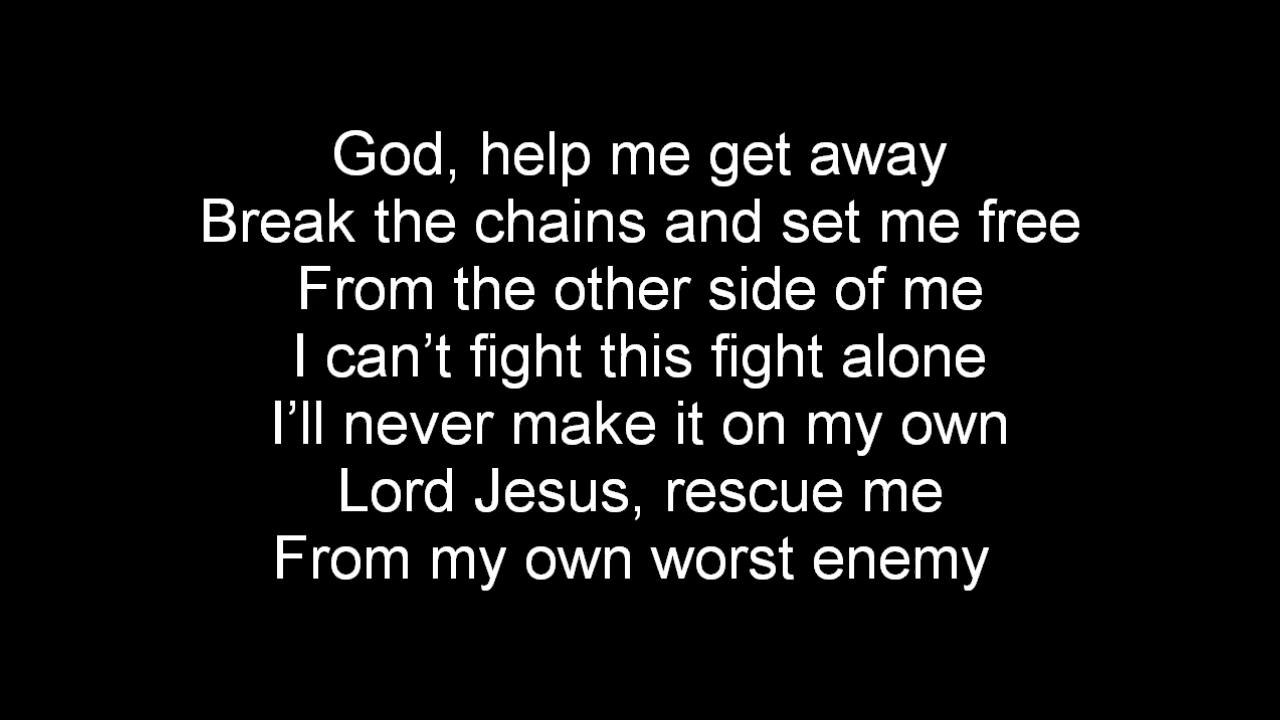 God, help me get away
Break the chains and set me free
From the other side of me
I can’t fight this fight alone
I’ll never make it on my own
Lord Jesus, rescue me
From my own worst enemy